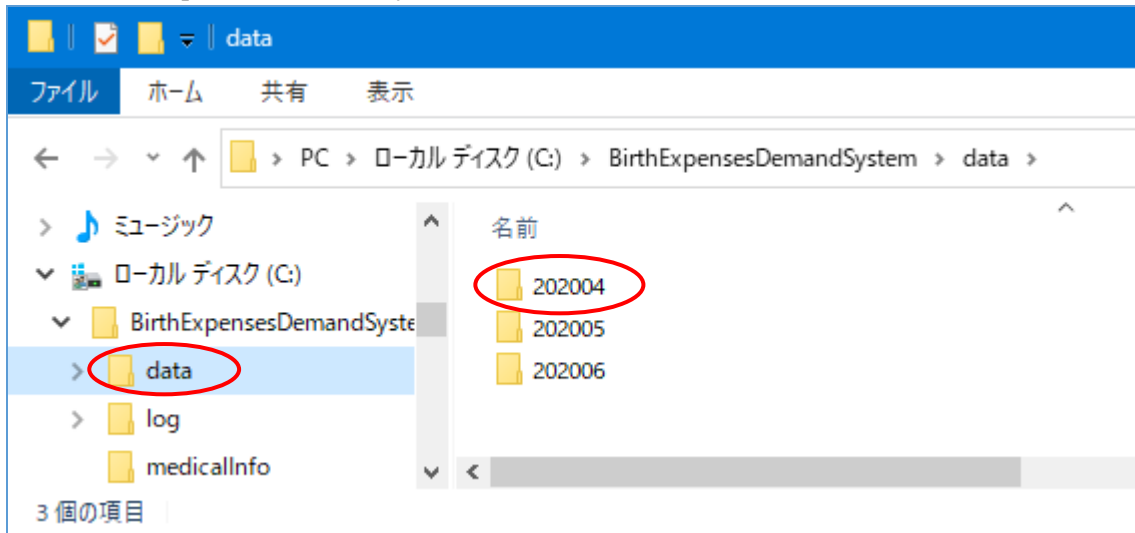 data
ファイル ホーム 共有 表示
PC > ローカル ディスク (C:) > BirthExpensesDemandSystem > data >
ミュージック
ローカル ディスク (C:)
BirthExpensesDemandSyste
data
log
medicalInfo
名前
202004
202005
202006
3 個の項目